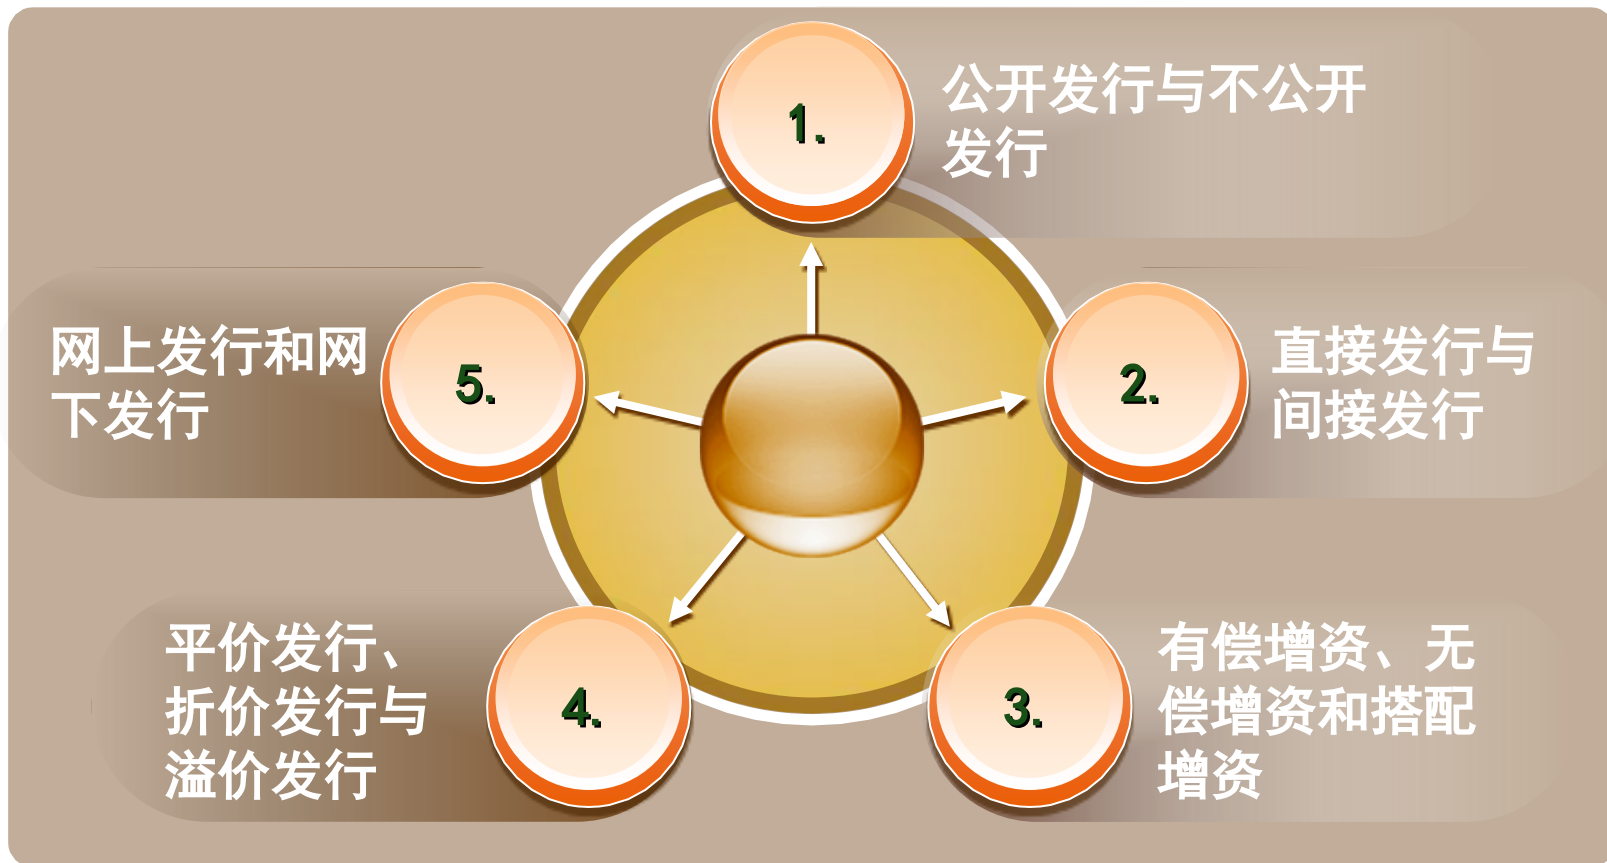 1.
公开发行与不公开
发行
2.
直接发行与
间接发行
3.
有偿增资、无
偿增资和搭配
增资
4.
平价发行、
折价发行与
溢价发行
5.
网上发行和网
下发行